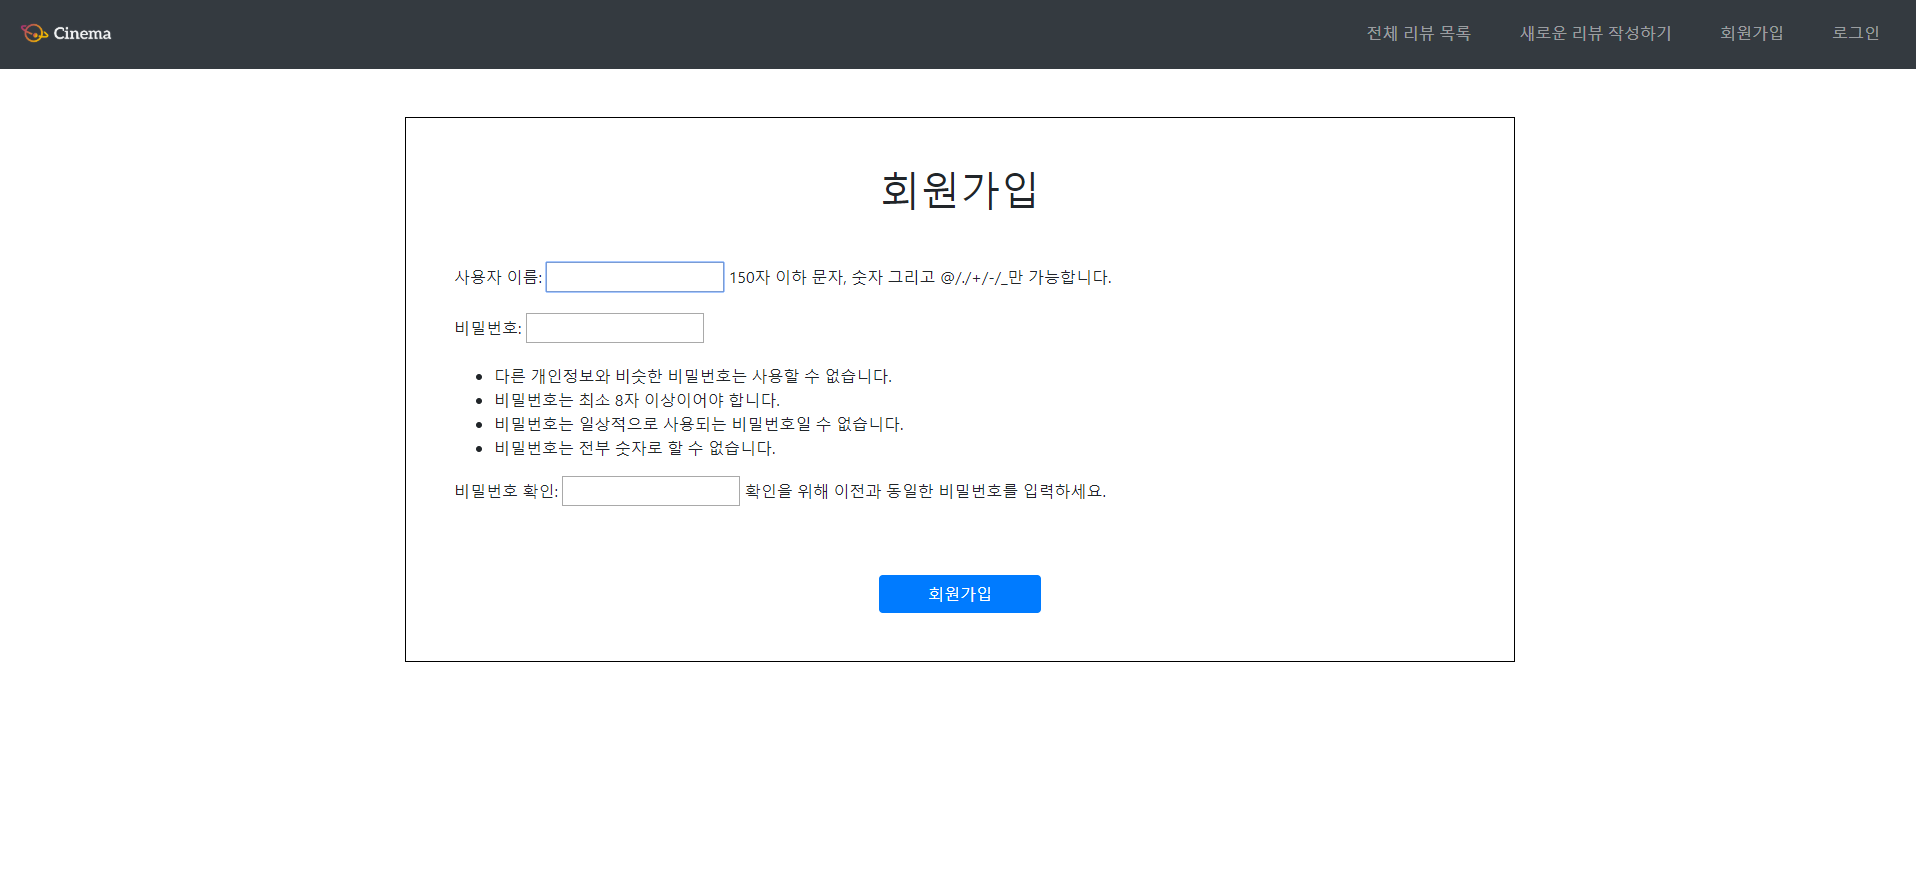 Cinema 전체 리뷰 목록 새로운 리뷰 작성하기 회원가입 로그인
회원가입
사용자 이름: 150자 이하 문자, 숫자 그리고 @/./+/-/_만 가능합니다.
비밀번호:
다른 개인정보와 비슷한 비밀번호는 사용할 수 없습니다.
비밀번호는 최소 8자 이상이어야 합니다.
비밀번호는 일상적으로 사용되는 비밀번호일 수 없습니다.
비밀번호는 전부 숫자로 할 수 없습니다.
비밀번호 확인: 확인을 위해 이전과 동일한 비밀번호를 입력하세요.
회원가입